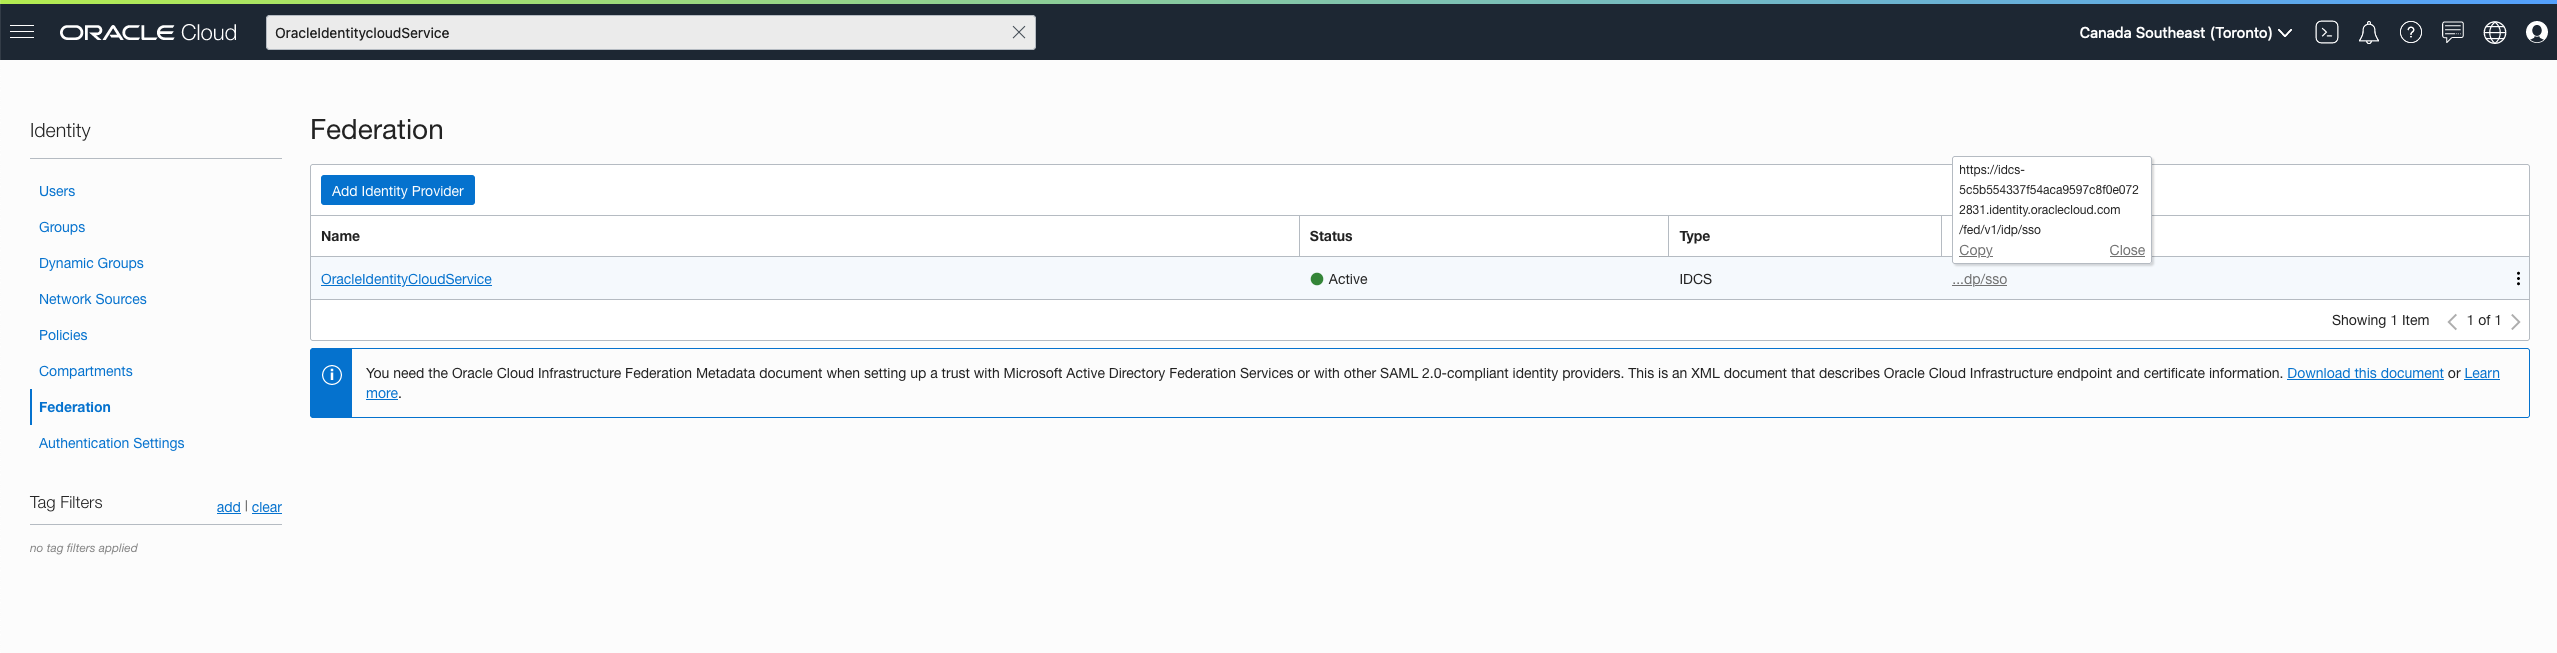 ORACLE Cloud
OracleIdentitycloudService
Canada Southeast (Toronto)
Identity
Users
Groups
Dynamic Groups
Network Sources
Policies
Compartments
Federation
Authentication Settings
Tag Filters
add | clear
no tag filters applied
Federation
Add Identity Provider
https://idcs-
5c5b554337f54aca9597c8f0e072
2831.identity.oraclecloud.com
/fed/v1/idp/sso
Copy Close
Name Status Type
OracleIdentityCloudService Active IDCS ...dp/sso
Showing 1 Item 1 of 1
You need the Oracle Cloud Infrastructure Federation Metadata document when setting up a trust with Microsoft Active Directory Federation Services or with other SAML 2.0-compliant identity providers. This is an XML document that describes Oracle Cloud Infrastructure endpoint and certificate information. Download this document or Learn
more.